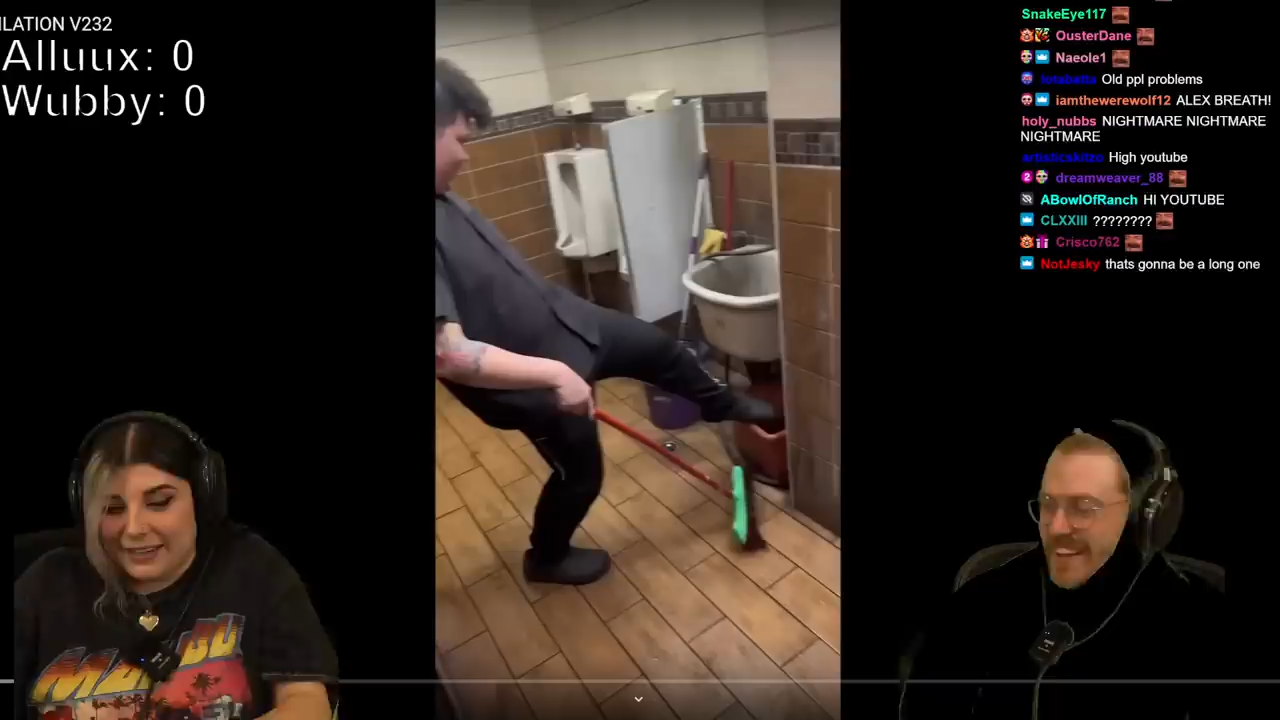 ILATION V232
Alluux: 0
Wubby: 0
SnakeEye117
OusterDane
Naeole1
Old ppl problems
iamthewerewolf12 ALEX BREATH!
holy_nubbs NIGHTMARE NIGHTMARE
NIGHTMARE
High youtube
2 dreamweaver_88
ABowlOfRanch HI YOUTUBE
CLXXIII ????????
Crisco762
NotJesky thats gonna be a long one